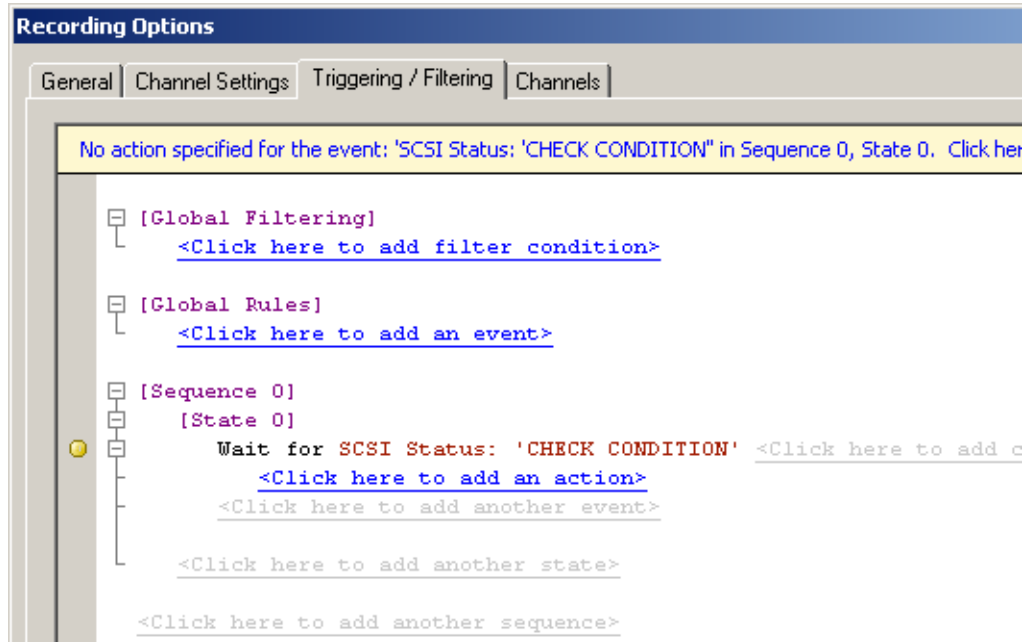 Recording Options
General Channel Settings Triggering / Filtering Channels
No action specified for the event: 'SCSI Status: 'CHECK CONDITION'' in Sequence 0, State 0. Click
[Global Filtering]
<Click here to add filter condition>
[Global Rules]
<Click here to add an event>
[Sequence 0]
[State 0]
Wait for SCSI Status: 'CHECK CONDITION' <Click here to add
<Click here to add an action>
<Click here to add another event>
<Click here to add another state>
<Click here to add another sequence>